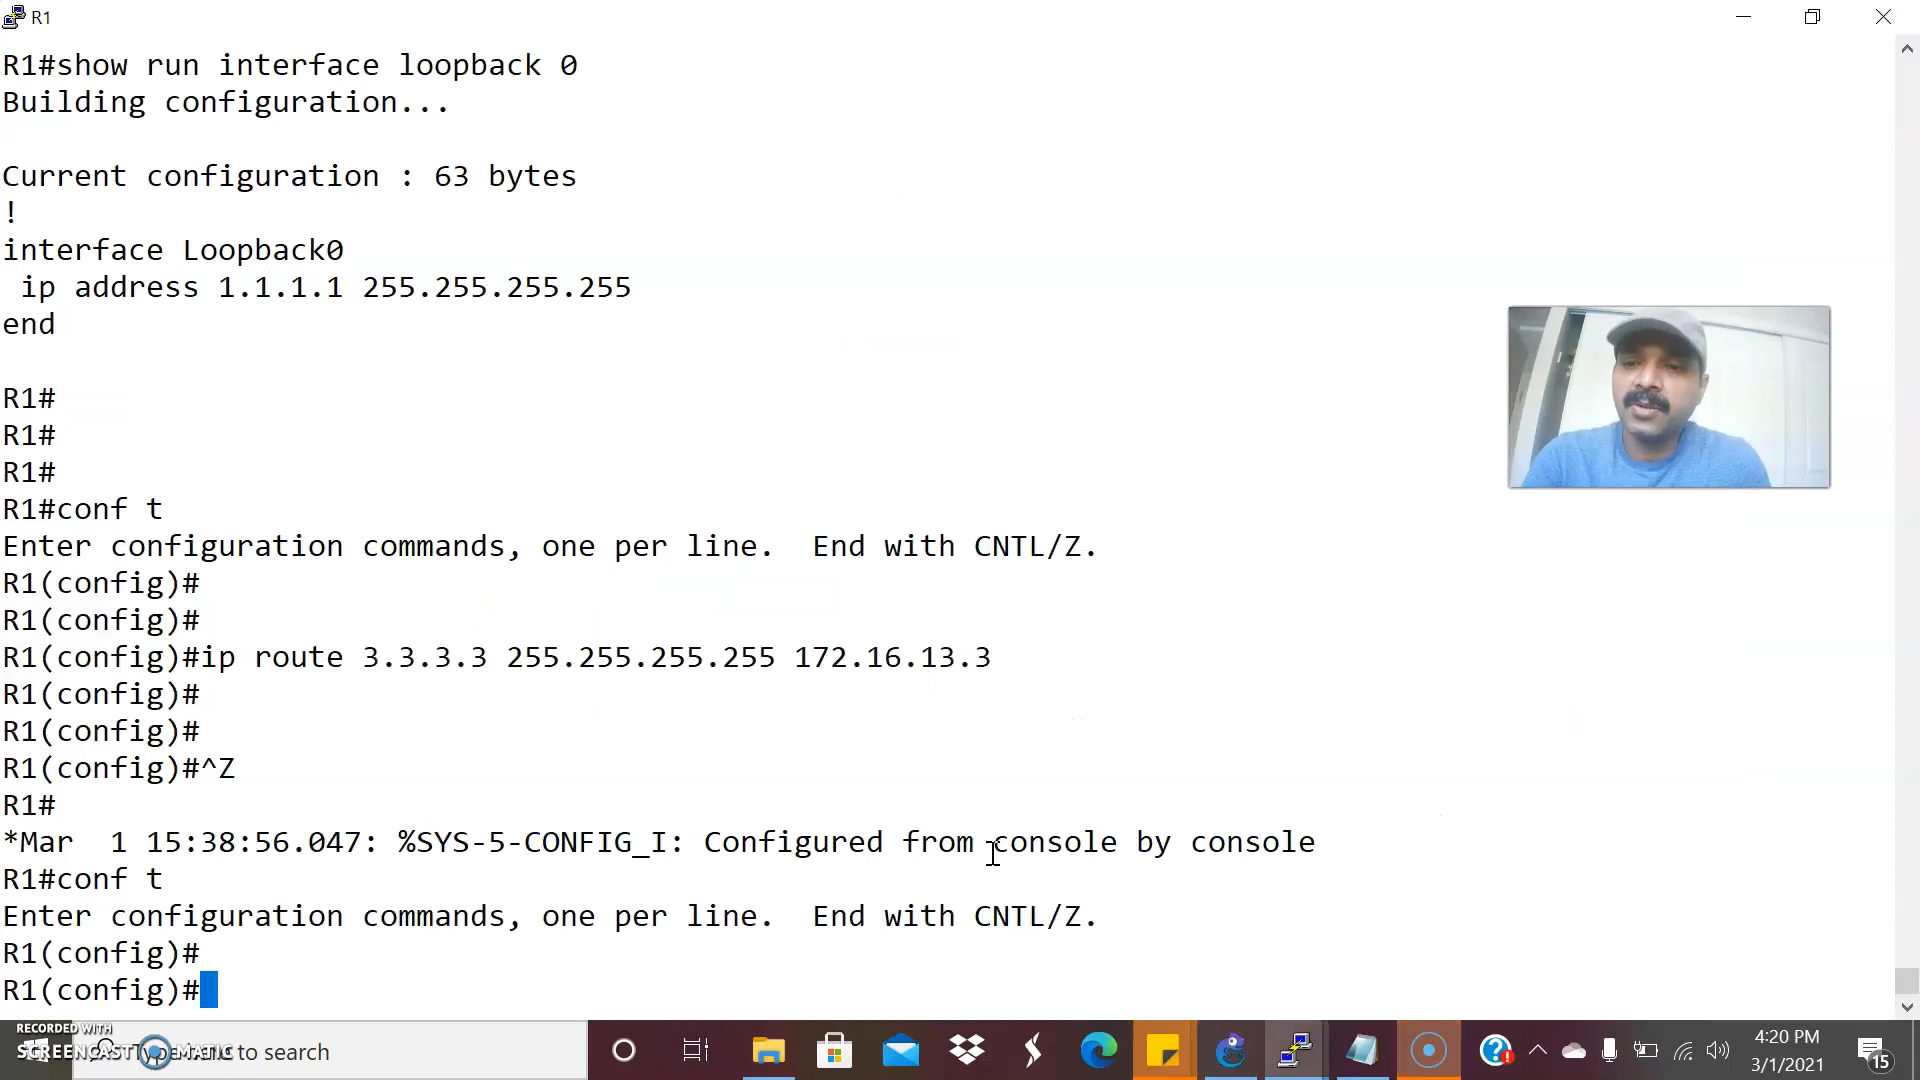 R1
R1#show run interface loopback 0
Building configuration...
Current configuration : 63 bytes
!
interface Loopback0
ip address 1.1.1.1 255.255.255.255
end
R1#
R1#
R1#
R1#conf t
Enter configuration commands, one per line.  End with CNTL/Z.
R1(config)#
R1(config)#
R1(config)#ip route 3.3.3.3 255.255.255.255 172.16.13.3
R1(config)#
R1(config)#
R1(config)#^Z
R1#
*Mar  1 15:38:56.047: %SYS-5-CONFIG_I: Configured from console by console
R1#conf t
Enter configuration commands, one per line.  End with CNTL/Z.
R1(config)#
R1(config)#
RECORDED WITH
SCREENCAST MATIC
Type here to search
4:20 PM
3/1/2021
15